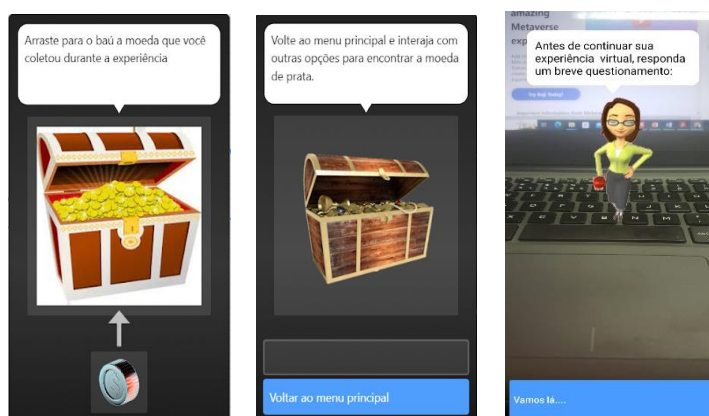 Arraste para o baú a moeda que você
coletou durante a experiência
Volte ao menu principal e interaja com
outras opções para encontrar a moeda
de prata.
Voltar ao menu principal
amazing
Metaverse
Antes de continuar sua
experiência virtual, responda
um breve questionamento:
Vamos lá....